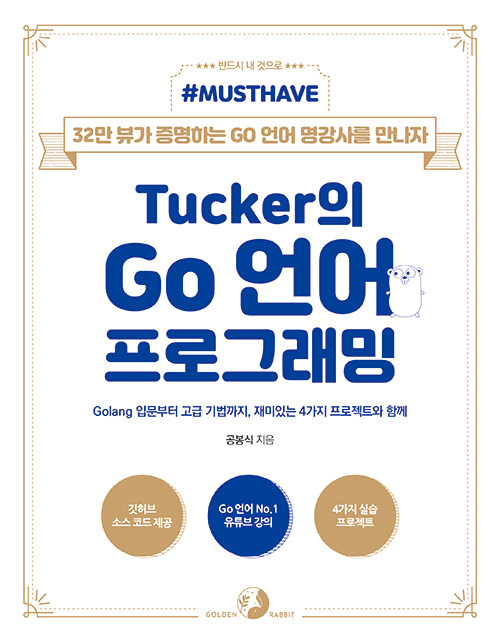 ★★★ 반드시 내 것으로 ★★★
#MUSTHAVE
32만 뷰가 증명하는 GO 언어 명강사를 만나자
Tucker의
Go 언어
프로그래밍
Golang 입문부터 고급 기법까지, 재미있는 4가지 프로젝트와 함께
공봉식 지음
깃허브
소스 코드 제공
Go 언어 No.1
유튜브 강의
4가지 실습
프로젝트
GOLDEN RABBIT